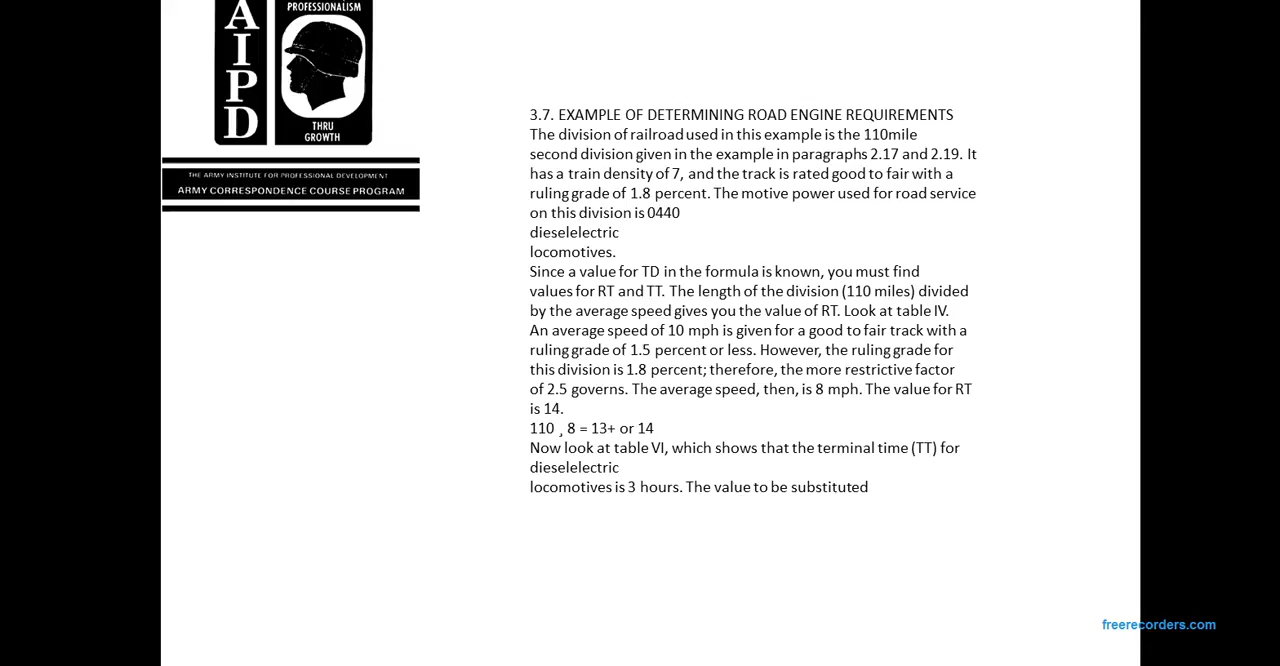 AIPD
PROFESSIONALISM
THRU
GROWTH
THE ARMY INSTITUTE FOR PROFESSIONAL DEVELOPMENT
ARMY CORRESPONDENCE COURSE PROGRAM
3.7. EXAMPLE OF DETERMINING ROAD ENGINE REQUIREMENTS
The division of railroad used in this example is the 110mile
second division given in the example in paragraphs 2.17 and 2.19. It
has a train density of 7, and the track is rated good to fair with a
ruling grade of 1.8 percent. The motive power used for road service
on this division is 0440
dieselelectric
locomotives.
Since a value for TD in the formula is known, you must find
values for RT and TT. The length of the division (110 miles) divided
by the average speed gives you the value of RT. Look at table IV.
An average speed of 10 mph is given for a good to fair track with a
ruling grade of 1.5 percent or less. However, the ruling grade for
this division is 1.8 percent; therefore, the more restrictive factor
of 2.5 governs. The average speed, then, is 8 mph. The value for RT
is 14.
110 ¸ 8 = 13+ or 14
Now look at table VI, which shows that the terminal time (TT) for
dieselelectric
locomotives is 3 hours. The value to be substituted
freerecorders.com